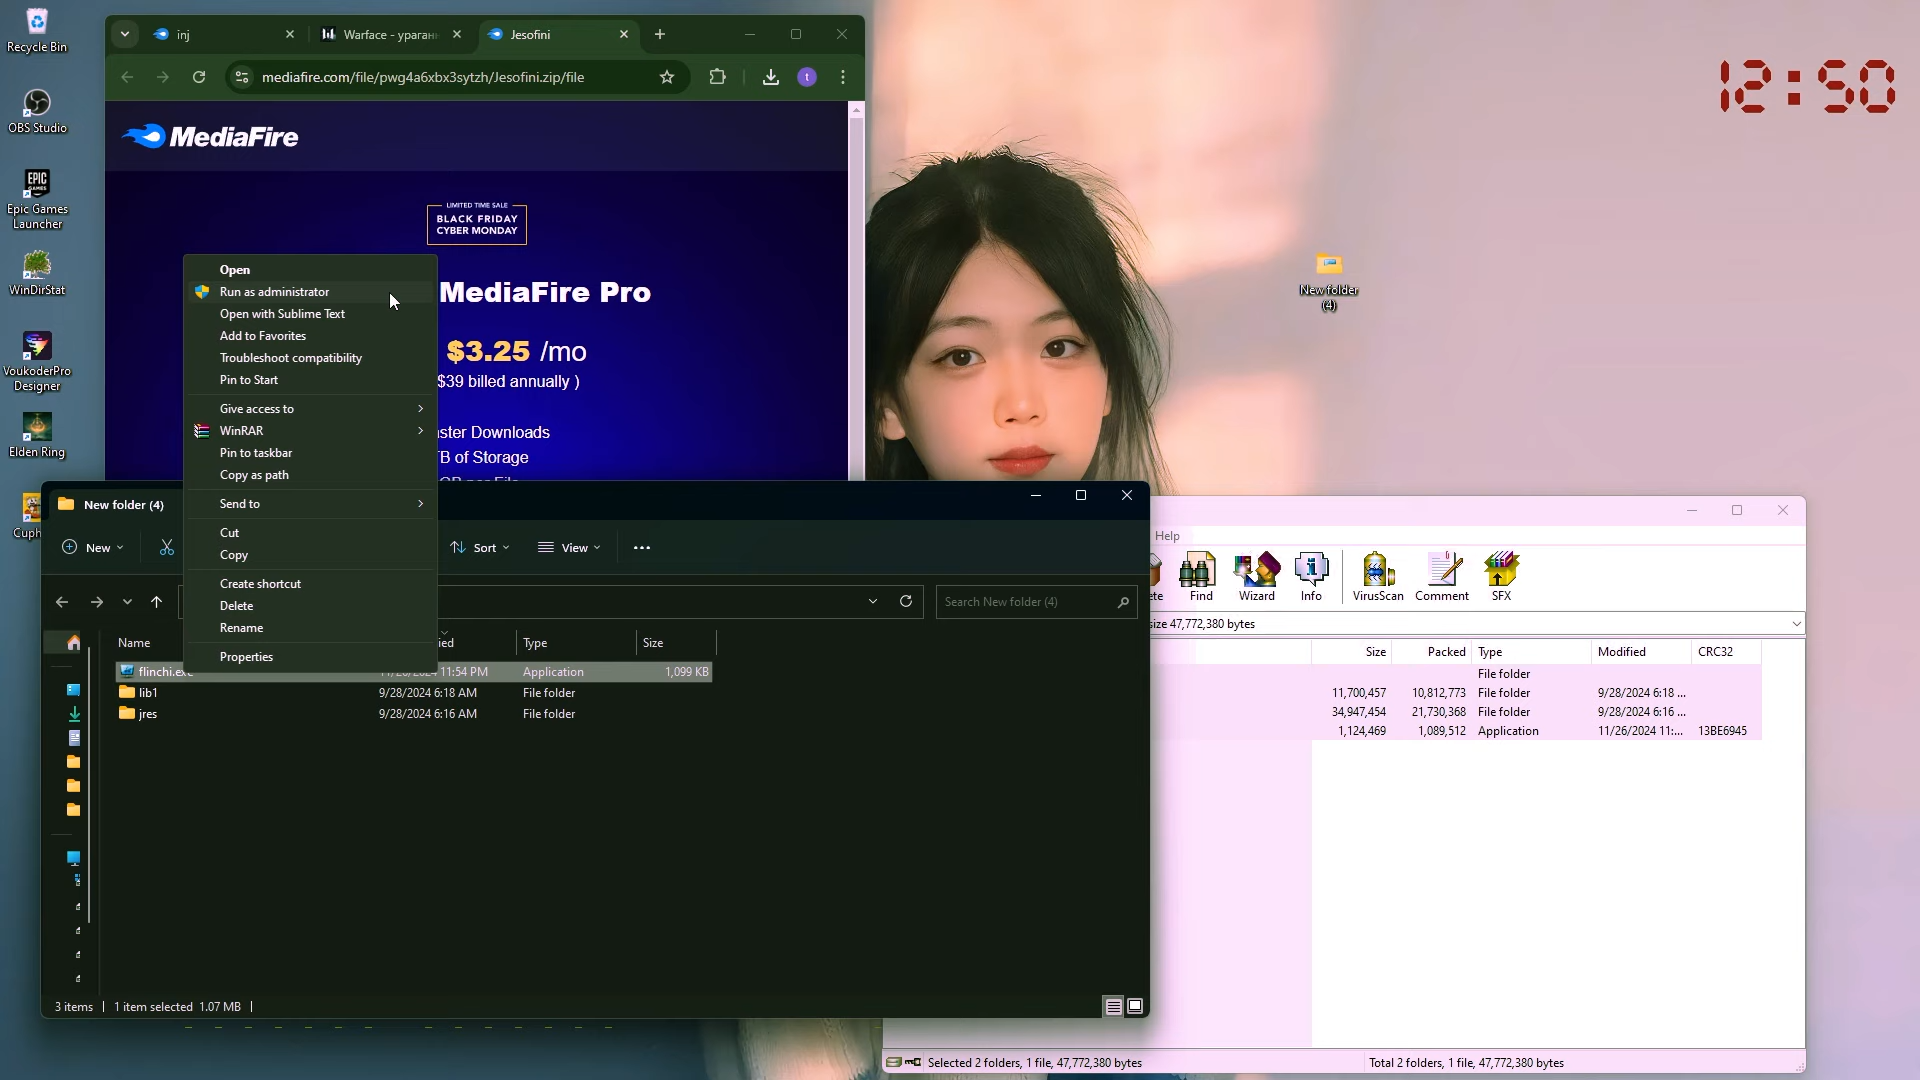 Recycle Bin
OBS Studio
Epic Games
Launcher
WinDirStat
VoukoderPro
Designer
Elden Ring
Cuph
inj
Warface - ураган
Jesofini
mediafire.com/file/pwg4a6xbx3sytzh/Jesofini.zip/file
t
MediaFire
LIMITED TIME SALE
BLACK FRIDAY
CYBER MONDAY
MediaFire Pro
$3.25 /mo
$39 billed annually )
ster Downloads
TB of Storage
12:50
New folder
(4)
Open
Run as administrator
Open with Sublime Text
Add to Favorites
Troubleshoot compatibility
Pin to Start
Give access to
WinRAR
Pin to taskbar
Copy as path
Send to
Cut
Copy
Create shortcut
Delete
Rename
Properties
New folder (4)
New
Sort
View
Search New folder (4)
Name ied Type Size
flinchi.exe 11:54 PM Application 1,099 KB
lib1 9/28/2024 6:18 AM File folder
jres 9/28/2024 6:16 AM File folder
3 items 1 item selected 1.07 MB
Help
ete Find Wizard Info VirusScan Comment SFX
size 47,772,380 bytes
Size Packed Type Modified CRC32
File folder
11,700,457 10,812,773 File folder 9/28/2024 6:18 ...
34,947,454 21,730,368 File folder 9/28/2024 6:16 ...
1,124,469 1,089,512 Application 11/26/2024 11:... 13BE6945
Selected 2 folders, 1 file, 47,772,380 bytes
Total 2 folders, 1 file, 47,772,380 bytes